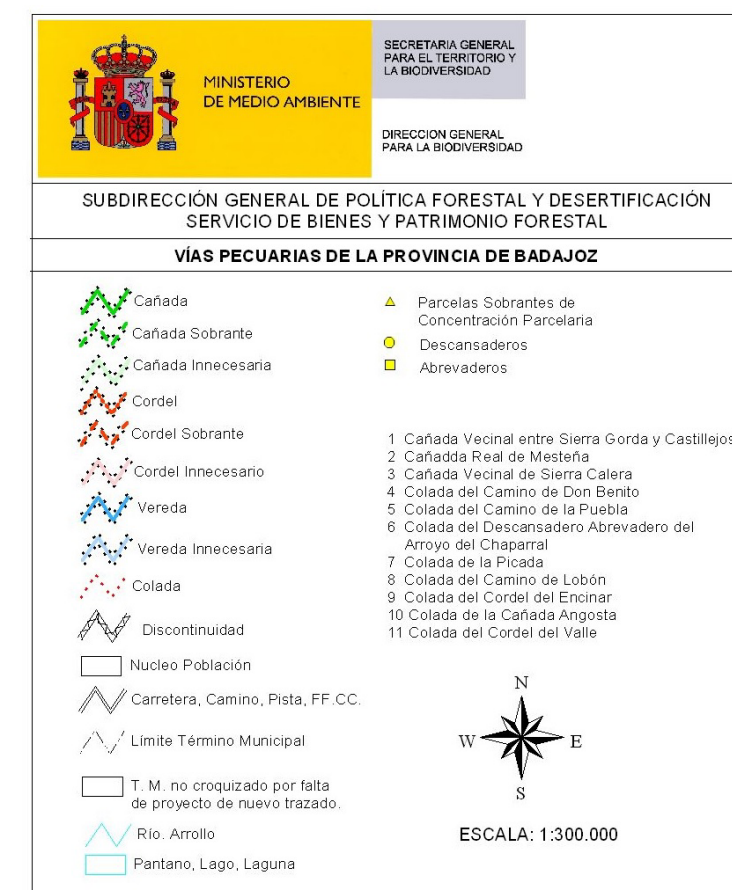 MINISTERIO
DE MEDIO AMBIENTE
SECRETARIA GENERAL
PARA EL TERRITORIO Y
LA BIODIVERSIDAD
DIRECCION GENERAL
PARA LA BIODIVERSIDAD
SUBDIRECCIÓN GENERAL DE POLÍTICA FORESTAL Y DESERTIFICACIÓN
SERVICIO DE BIENES Y PATRIMONIO FORESTAL
VÍAS PECUARIAS DE LA PROVINCIA DE BADAJOZ
Cañada
Cañada Sobrante
Cañada Innecesaria
Cordel
Cordel Sobrante
Cordel Innecesario
Vereda
Vereda Innecesaria
Colada
Discontinuidad
Nucleo Población
Carretera, Camino, Pista, FF.CC.
Límite Término Municipal
T. M. no croquizado por falta
de proyecto de nuevo trazado.
Río. Arrollo
Pantano, Lago, Laguna
Parcelas Sobrantes de
Concentración Parcelaria
Descansaderos
Abrevaderos
1 Cañada Vecinal entre Sierra Gorda y Castillejos
2 Cañadda Real de Mesteña
3 Cañada Vecinal de Sierra Calera
4 Colada del Camino de Don Benito
5 Colada del Camino de la Puebla
6 Colada del Descansadero Abrevadero del
Arroyo del Chaparral
7 Colada de la Picada
8 Colada del Camino de Lobón
9 Colada del Cordel del Encinar
10 Colada de la Cañada Angosta
11 Colada del Cordel del Valle
N
W E
S
ESCALA: 1:300.000